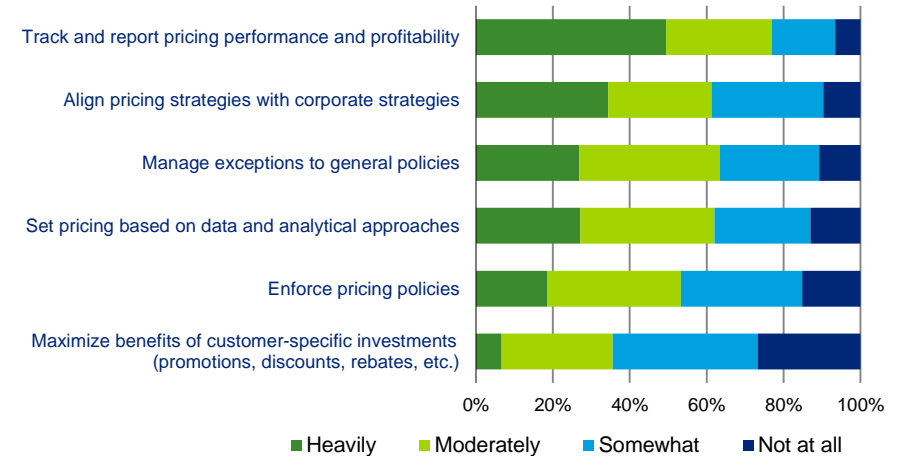 Track and report pricing performance and profitability
Align pricing strategies with corporate strategies
Manage exceptions to general policies
Set pricing based on data and analytical approaches
Enforce pricing policies
Maximize benefits of customer-specific investments
(promotions, discounts, rebates, etc.)
0% 20% 40% 60% 80% 100%
Heavily Moderately Somewhat Not at all